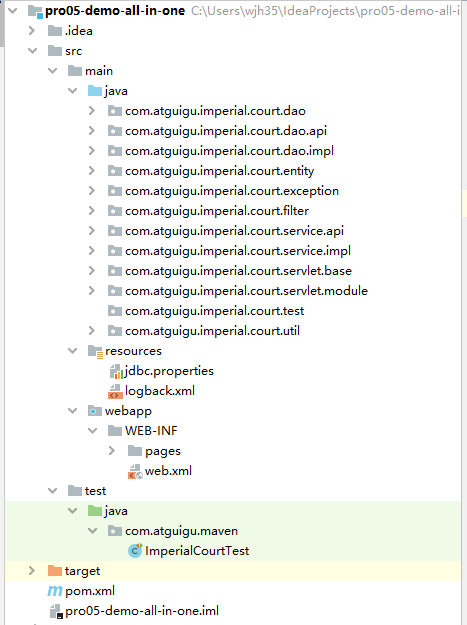 pro05-demo-all-in-one C:\Users\wjh35\IdeaProjects\pro05-demo-all-i
.idea
src
main
java
com.atguigu.imperial.court.dao
com.atguigu.imperial.court.dao.api
com.atguigu.imperial.court.dao.impl
com.atguigu.imperial.court.entity
com.atguigu.imperial.court.exception
com.atguigu.imperial.court.filter
com.atguigu.imperial.court.service.api
com.atguigu.imperial.court.service.impl
com.atguigu.imperial.court.servlet.base
com.atguigu.imperial.court.servlet.module
com.atguigu.imperial.court.test
com.atguigu.imperial.court.util
resources
jdbc.properties
logback.xml
webapp
WEB-INF
pages
web.xml
test
java
com.atguigu.maven
ImperialCourtTest
target
pom.xml
pro05-demo-all-in-one.iml